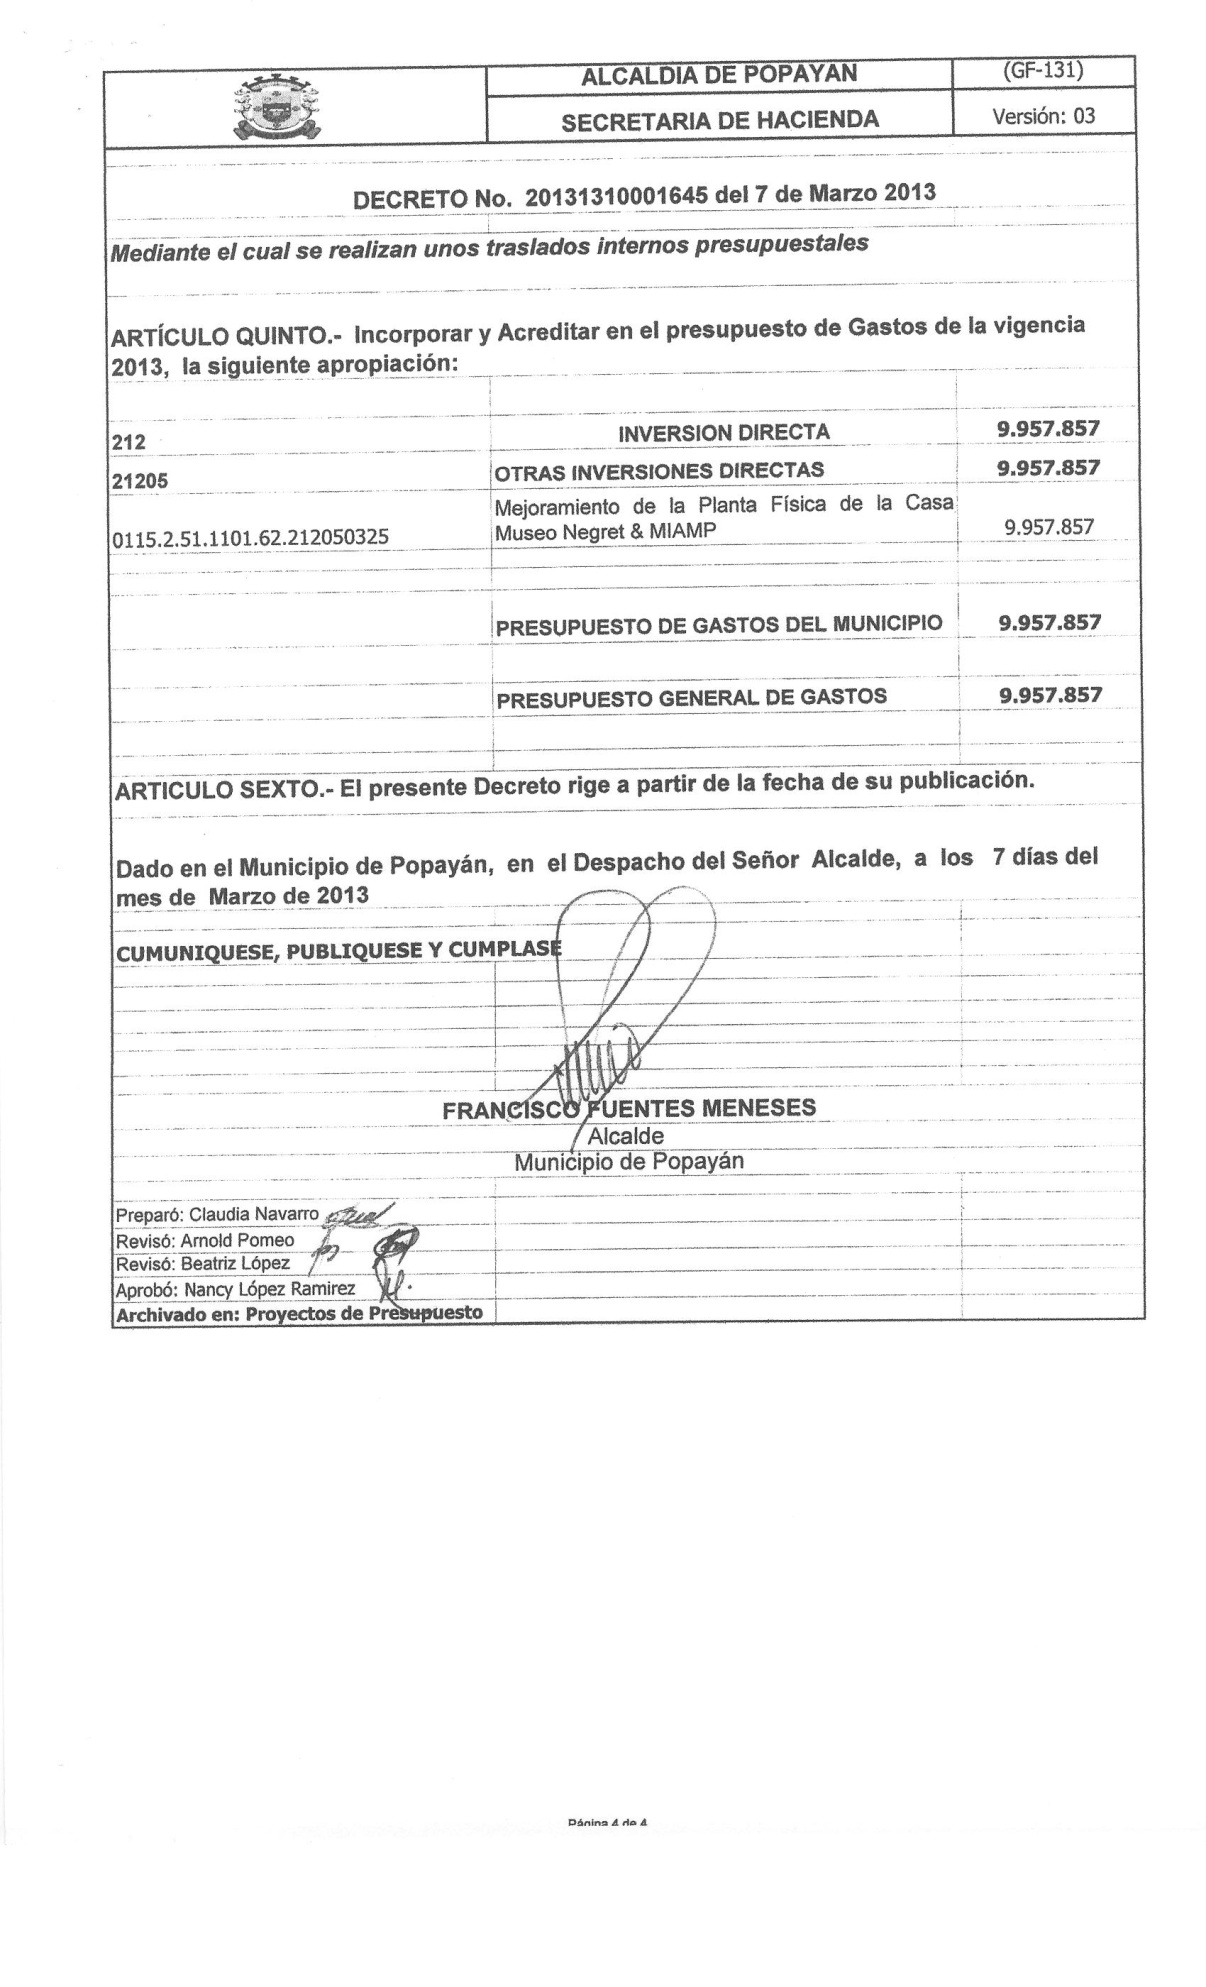 ALCALDIA DE POPAYAN
(GF-131)
SECRETARIA DE HACIENDA
Versión: 03
DECRETO No. 20131310001645 del 7 de Marzo 2013
Mediante el cual se realizan unos traslados internos presupuestales
ARTÍCULO QUINTO.- Incorporar y Acreditar en el presupuesto de Gastos de la vigencia
2013, la siguiente apropiación:
212 INVERSION DIRECTA 9.957.857
21205 OTRAS INVERSIONES DIRECTAS 9.957.857
Mejoramiento de la Planta Física de la Casa
0115.2.51.1101.62.212050325 Museo Negret & MIAMP 9.957.857
PRESUPUESTO DE GASTOS DEL MUNICIPIO 9.957.857
PRESUPUESTO GENERAL DE GASTOS 9.957.857
ARTICULO SEXTO.- El presente Decreto rige a partir de la fecha de su publicación.
Dado en el Municipio de Popayán, en el Despacho del Señor Alcalde, a los 7 días del
mes de Marzo de 2013
CUMUNIQUESE, PUBLIQUESE Y CUMPLASE
FRANCISCO FUENTES MENESES
Alcalde
Municipio de Popayán
Preparó: Claudia Navarro
Revisó: Arnold Pomeo
Revisó: Beatriz López
Aprobó: Nancy López Ramirez
Archivado en: Proyectos de Presupuesto
Página 4 de 4